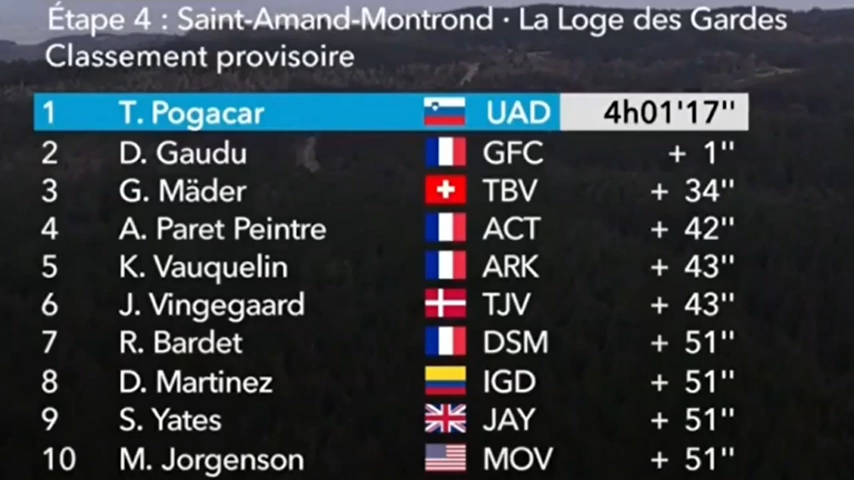 Étape 4 : Saint-Amand-Montrond · La Loge des Gardes
Classement provisoire
1 T. Pogacar UAD 4h01'17''
2 D. Gaudu GFC + 1''
3 G. Mäder TBV + 34''
4 A. Paret Peintre ACT + 42''
5 K. Vauquelin ARK + 43''
6 J. Vingegaard TJV + 43''
7 R. Bardet DSM + 51''
8 D. Martinez IGD + 51''
9 S. Yates JAY + 51''
10 M. Jorgenson MOV + 51''